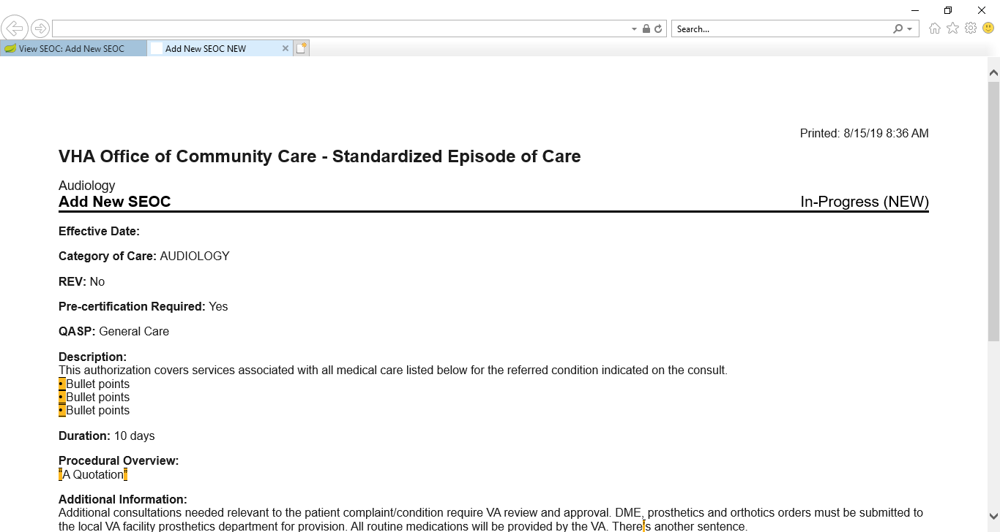 Search...
View SEOC: Add New SEOC
Add New SEOC NEW
Printed: 8/15/19 8:36 AM
VHA Office of Community Care - Standardized Episode of Care
Audiology
Add New SEOC
In-Progress (NEW)
Effective Date:
Category of Care: AUDIOLOGY
REV: No
Pre-certification Required: Yes
QASP: General Care
Description:
This authorization covers services associated with all medical care listed below for the referred condition indicated on the consult.
• Bullet points
• Bullet points
• Bullet points
Duration: 10 days
Procedural Overview:
“A Quotation”
Additional Information:
Additional consultations needed relevant to the patient complaint/condition require VA review and approval. DME, prosthetics and orthotics orders must be submitted to
the local VA facility prosthetics department for provision. All routine medications will be provided by the VA. There’s another sentence.